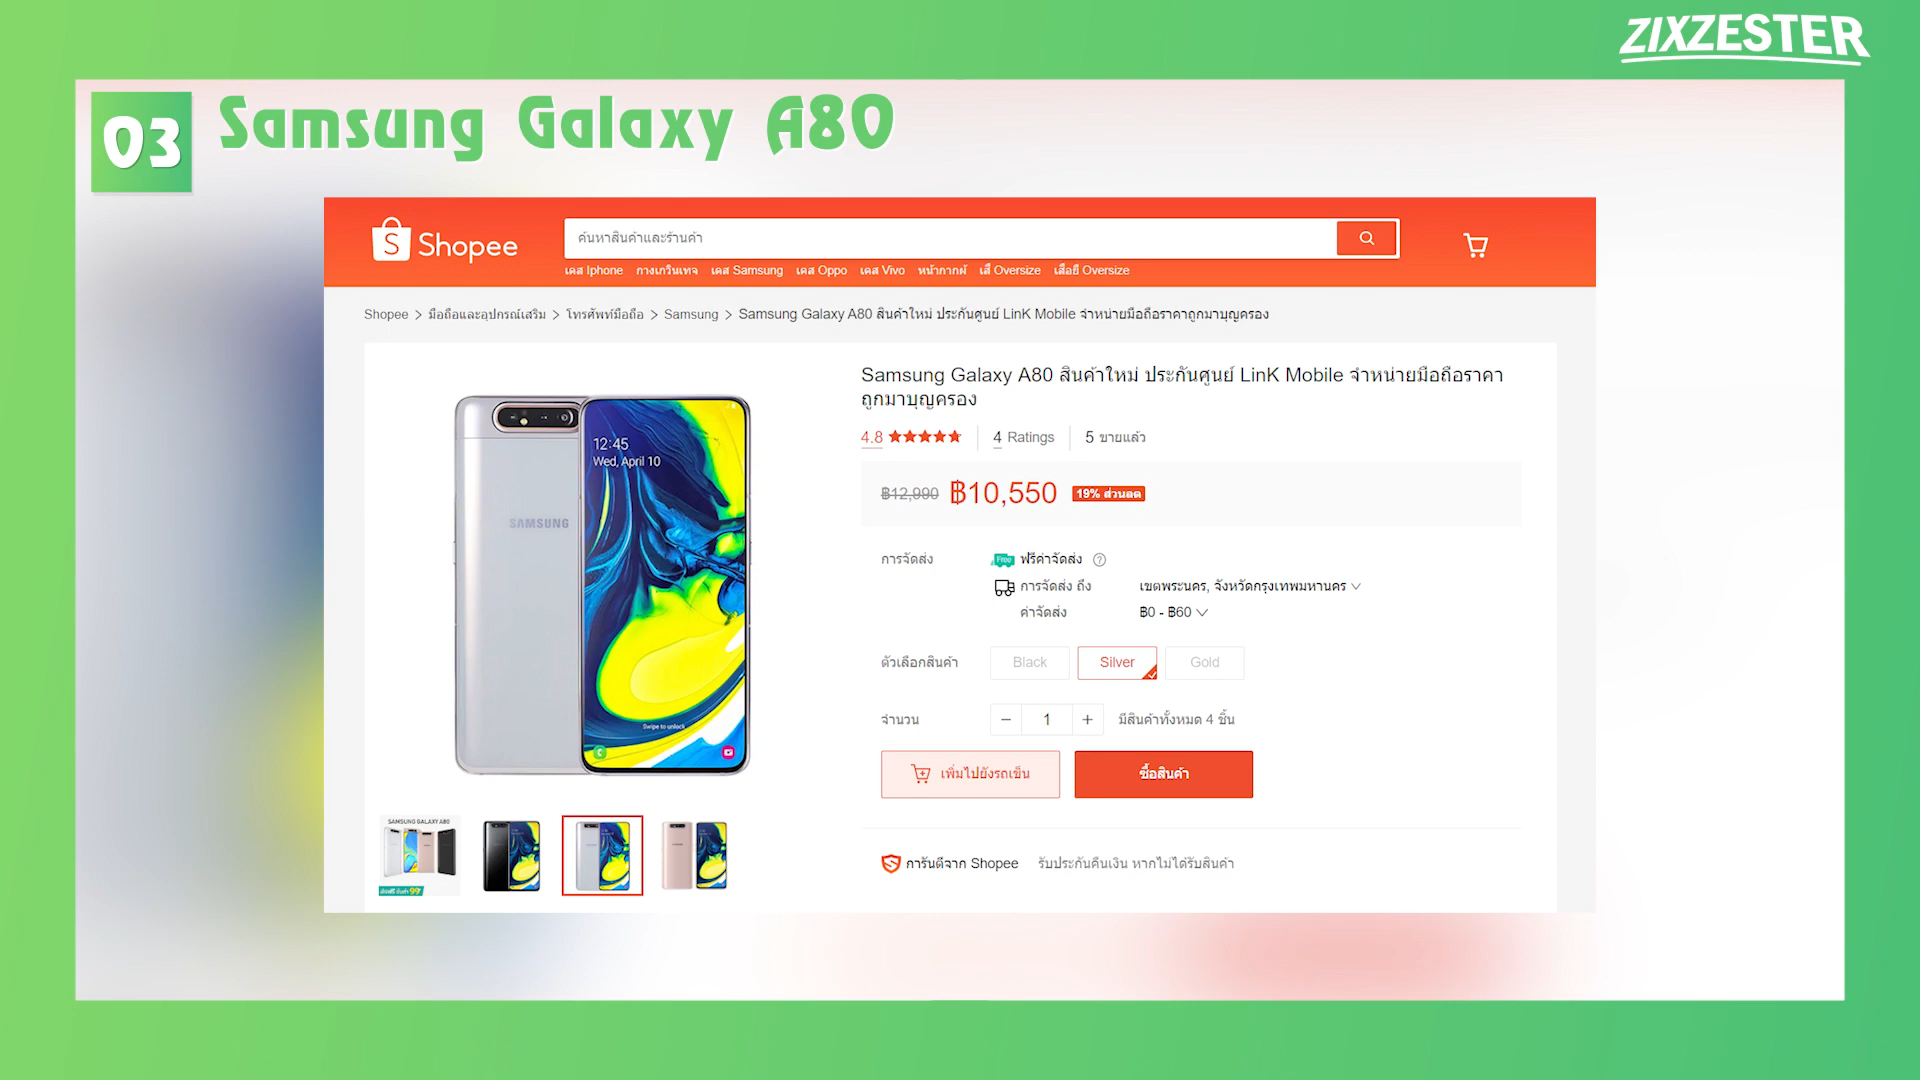 ZIXZESTER
03
Samsung Galaxy A80
S Shopee
ค้นหาสินค้าและร้านค้า
เคส Iphone กางเกวินเทจ เคส Samsung เคส Oppo เคส Vivo หน้ากากผ้ เสื้ Oversize เสื้อยื Oversize
Shopee > มือถือและอุปกรณ์เสริม > โทรศัพท์มือถือ > Samsung > Samsung Galaxy A80 สินค้าใหม่ ประกันศูนย์ LinK Mobile จำหน่ายมือถือราคาถูกมาบุญครอง
Samsung Galaxy A80 สินค้าใหม่ ประกันศูนย์ LinK Mobile จำหน่ายมือถือราคา
ถูกมาบุญครอง
4.8
4 Ratings
5 ขายแล้ว
฿12,990 ฿10,550 19% ส่วนลด
การจัดส่ง
Free ฟรีค่าจัดส่ง ?
การจัดส่ง ถึง เขตพระนคร, จังหวัดกรุงเทพมหานคร
ค่าจัดส่ง ฿0 - ฿60
ตัวเลือกสินค้า Black Silver Gold
จำนวน − 1 + มีสินค้าทั้งหมด 4 ชิ้น
เพิ่มไปยังรถเข็น ซื้อสินค้า
การันตีจาก Shopee รับประกันคืนเงิน หากไม่ได้รับสินค้า
12:45
Wed, April 10
SAMSUNG
Swipe to unlock
SAMSUNG GALAXY A80